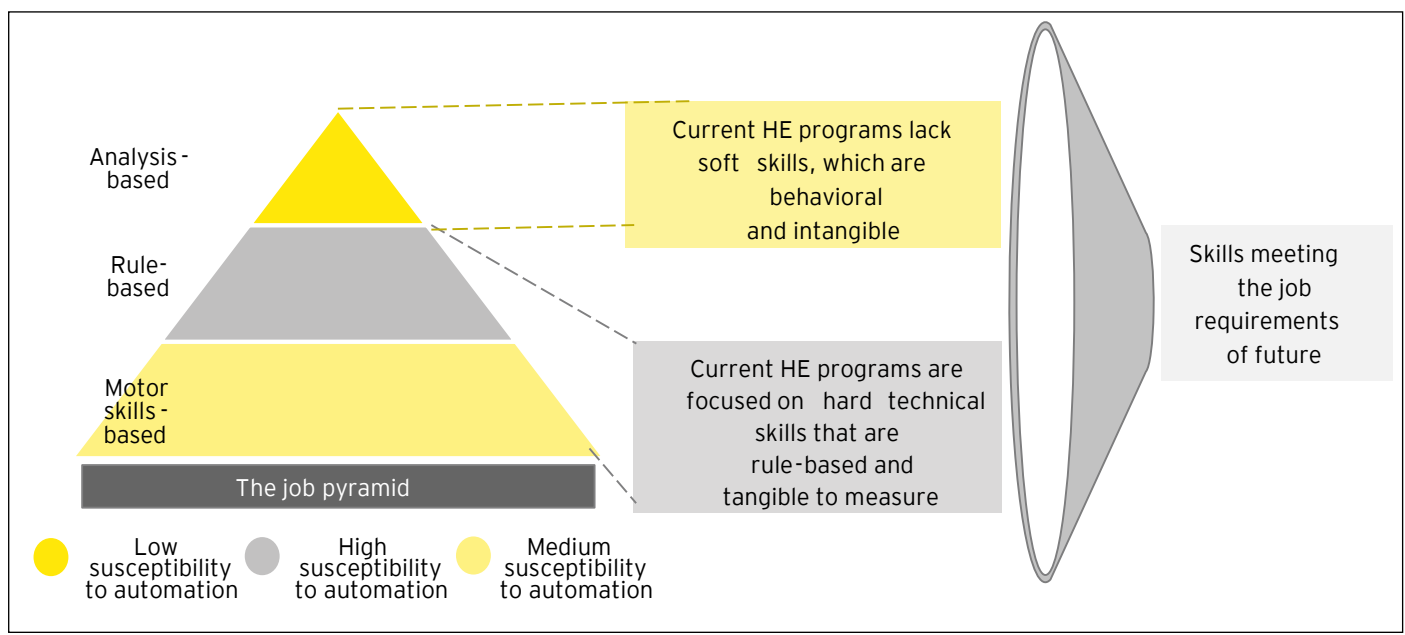 Analysis-
based
Rule-
based
Motor
skills-
based
The job pyramid
Low
susceptibility
to automation
High
susceptibility
to automation
Medium
susceptibility
to automation
Current HE programs lack
soft skills, which are
behavioral
and intangible
Current HE programs are
focused on hard technical
skills that are
rule-based and
tangible to measure
Skills meeting
the job
requirements
of future